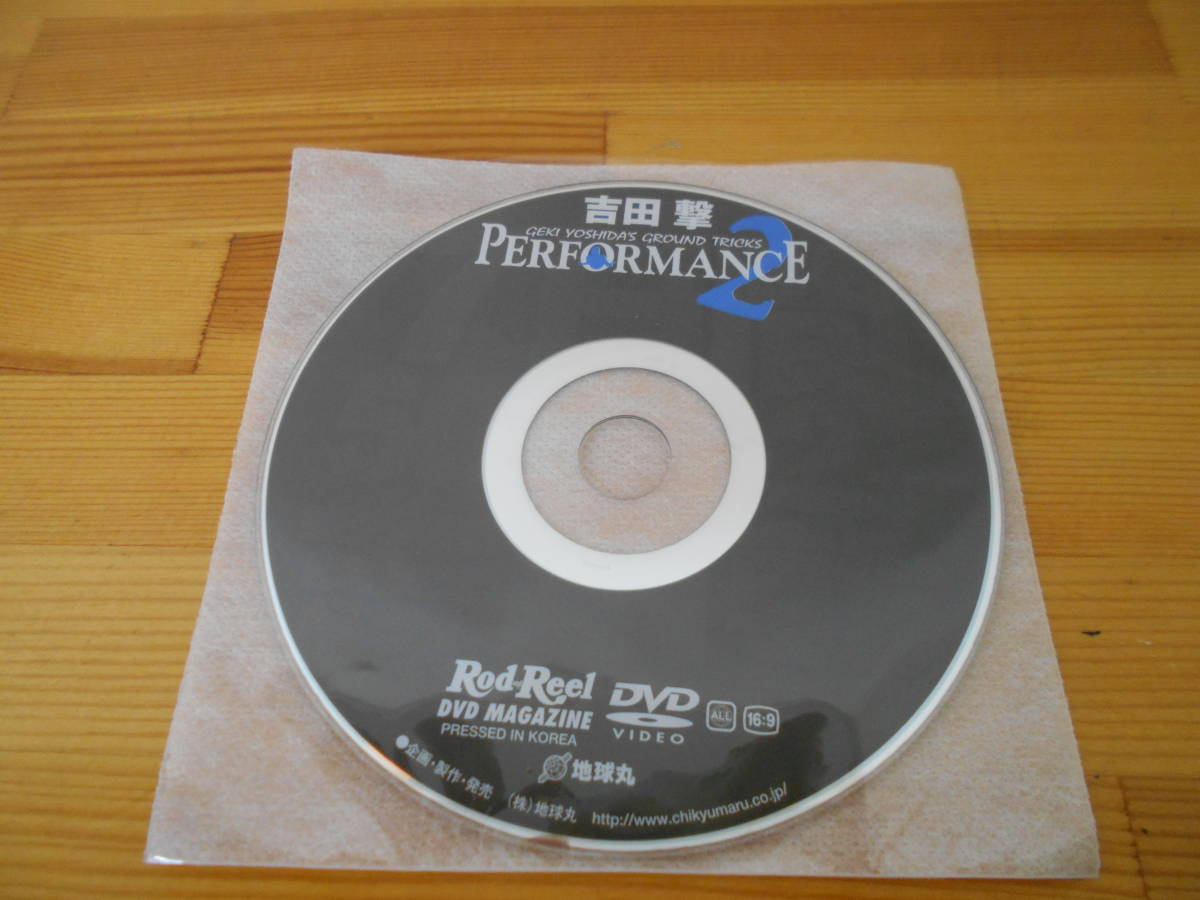 吉田 撃
GEKI YOSHIDA'S GROUND TRICKS
PERFORMANCE 2
Rod and Reel
DVD MAGAZINE
PRESSED IN KOREA
DVD
VIDEO
ALL
16:9
地球丸
●企画・製作・発売 (株)地球丸 http://www.chikyumaru.co.jp/